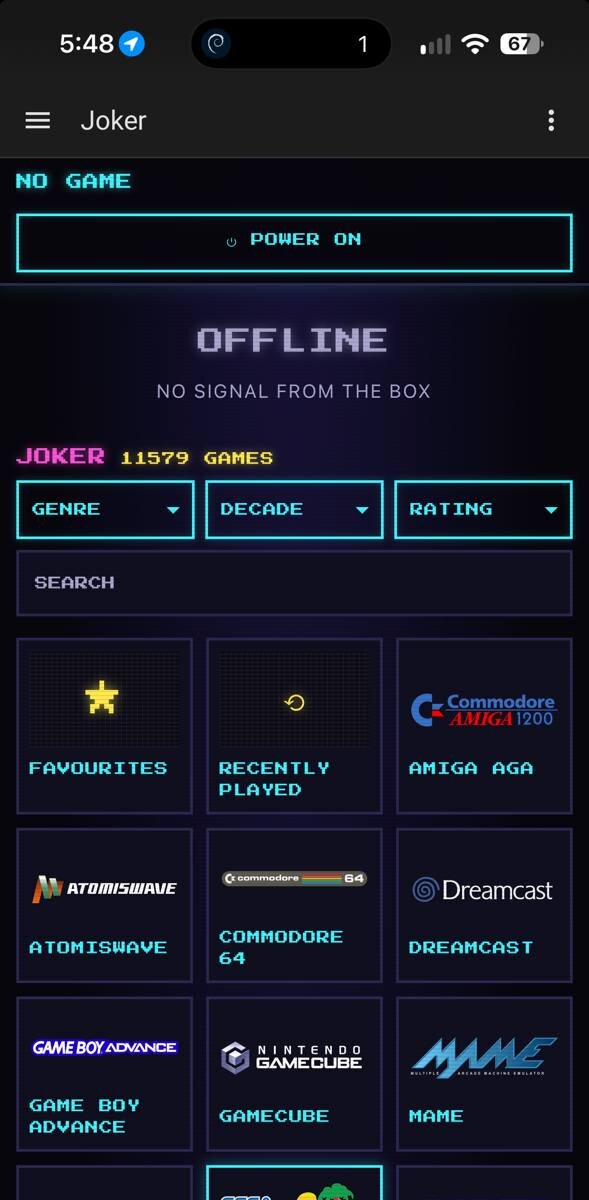 5:48
1
67
Joker
NO GAME
POWER ON
OFFLINE
NO SIGNAL FROM THE BOX
JOKER 11579 GAMES
GENRE
DECADE
RATING
SEARCH
FAVOURITES
RECENTLY
PLAYED
Commodore
AMIGA 1200
AMIGA AGA
ATOMISWAVE
ATOMISWAVE
commodore 64
COMMODORE
64
Dreamcast
DREAMCAST
GAME BOY ADVANCE
GAME BOY
ADVANCE
NINTENDO
GAMECUBE
GAMECUBE
MAME
MULTIPLE ARCADE MACHINE EMULATOR
MAME